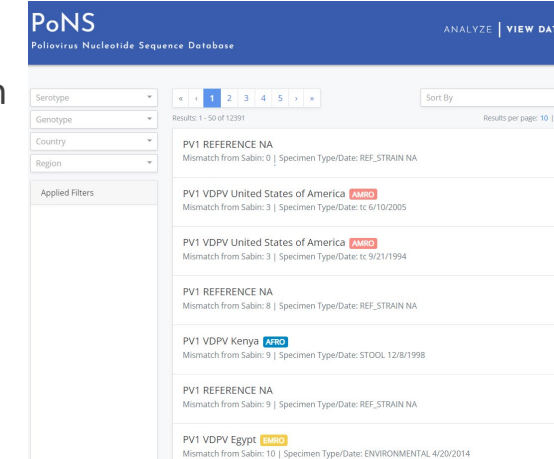 n
PoNS
Poliovirus Nucleotide Sequence Database
ANALYZE | VIEW DAT
Serotype
Genotype
Country
Region
Applied Filters
« ‹ 1 2 3 4 5 › »
Sort By
Results: 1 - 50 of 12391
Results per page: 10 |
PV1 REFERENCE NA
Mismatch from Sabin: 0 | Specimen Type/Date: REF_STRAIN NA
PV1 VDPV United States of America AMRO
Mismatch from Sabin: 3 | Specimen Type/Date: tc 6/10/2005
PV1 VDPV United States of America AMRO
Mismatch from Sabin: 3 | Specimen Type/Date: tc 9/21/1994
PV1 REFERENCE NA
Mismatch from Sabin: 8 | Specimen Type/Date: REF_STRAIN NA
PV1 VDPV Kenya AFRO
Mismatch from Sabin: 9 | Specimen Type/Date: STOOL 12/8/1998
PV1 REFERENCE NA
Mismatch from Sabin: 9 | Specimen Type/Date: REF_STRAIN NA
PV1 VDPV Egypt EMRO
Mismatch from Sabin: 10 | Specimen Type/Date: ENVIRONMENTAL 4/20/2014